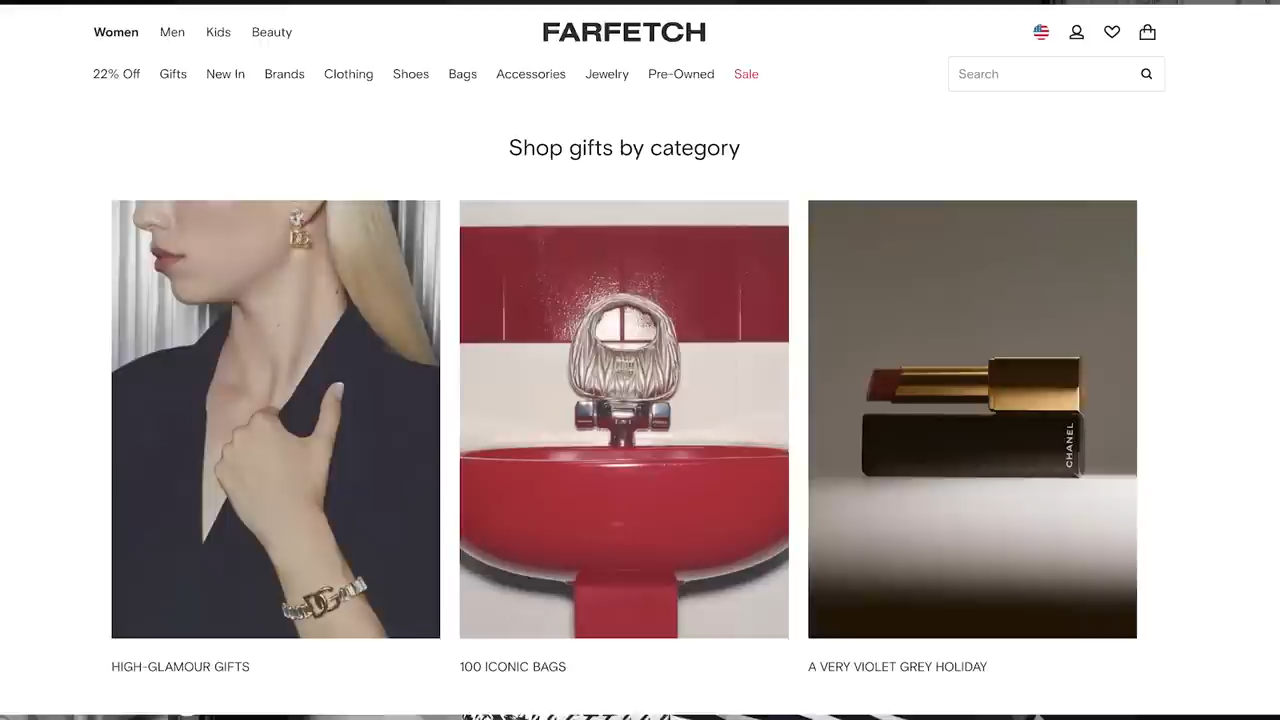 Women Men Kids Beauty
FARFETCH
22% Off Gifts New In Brands Clothing Shoes Bags Accessories Jewelry Pre-Owned Sale
Search
Shop gifts by category
CHANEL
HIGH-GLAMOUR GIFTS
100 ICONIC BAGS
A VERY VIOLET GREY HOLIDAY